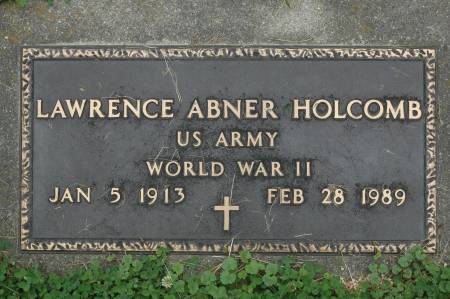 LAWRENCE ABNER HOLCOMB
US ARMY
WORLD WAR II
JAN 5 1913 FEB 28 1989